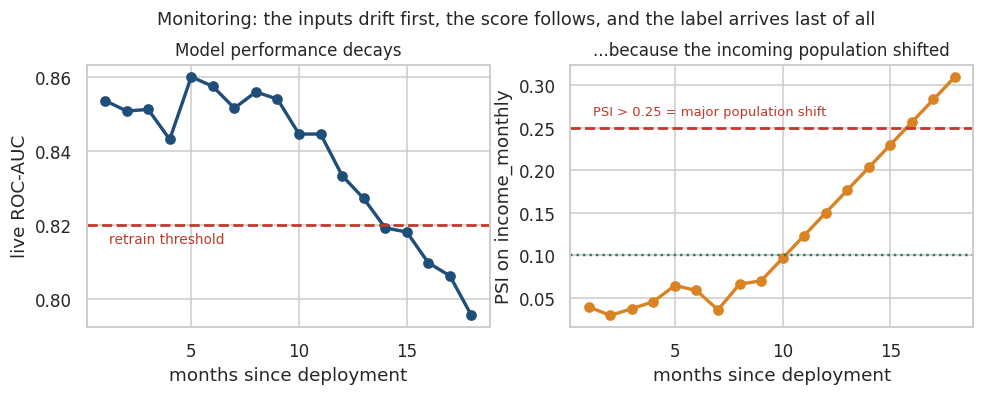 Monitoring: the inputs drift first, the score follows, and the label arrives last of all
Model performance decays
0.86
0.84
0.82
0.80
live ROC-AUC
retrain threshold
5
10
15
months since deployment
...because the incoming population shifted
0.30
0.25
0.20
0.15
0.10
0.05
PSI on income_monthly
PSI > 0.25 = major population shift
5
10
15
months since deployment